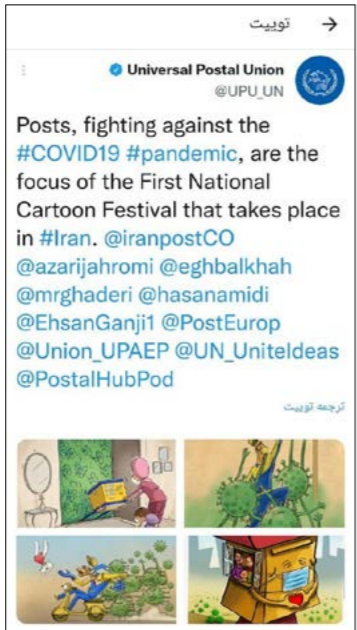 توییت
Universal Postal Union
@UPU_UN
Posts, fighting against the
#COVID19 #pandemic, are the
focus of the First National
Cartoon Festival that takes place
in #Iran. @iranpostCO
@azarijahromi @eghbalkhah
@mrghaderi @hasanamidi
@EhsanGanji1 @PostEurop
@Union_UPAEP @UN_UniteIdeas
@PostalHubPod
ترجمه توییت